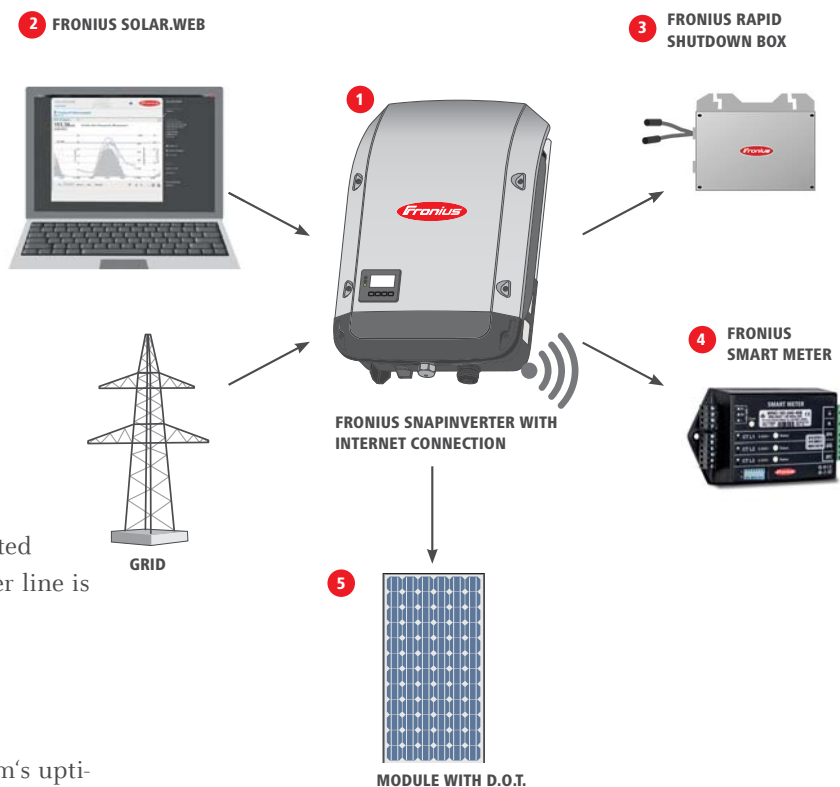 2 FRONIUS SOLAR.WEB
3 FRONIUS RAPID
SHUTDOWN BOX
1
Fronius
Fronius
4 FRONIUS
SMART METER
SMART METER
FRONIUS SNAPINVERTER WITH
INTERNET CONNECTION
GRID
ted
er line is
5
m‘s upti-
MODULE WITH D.O.T.